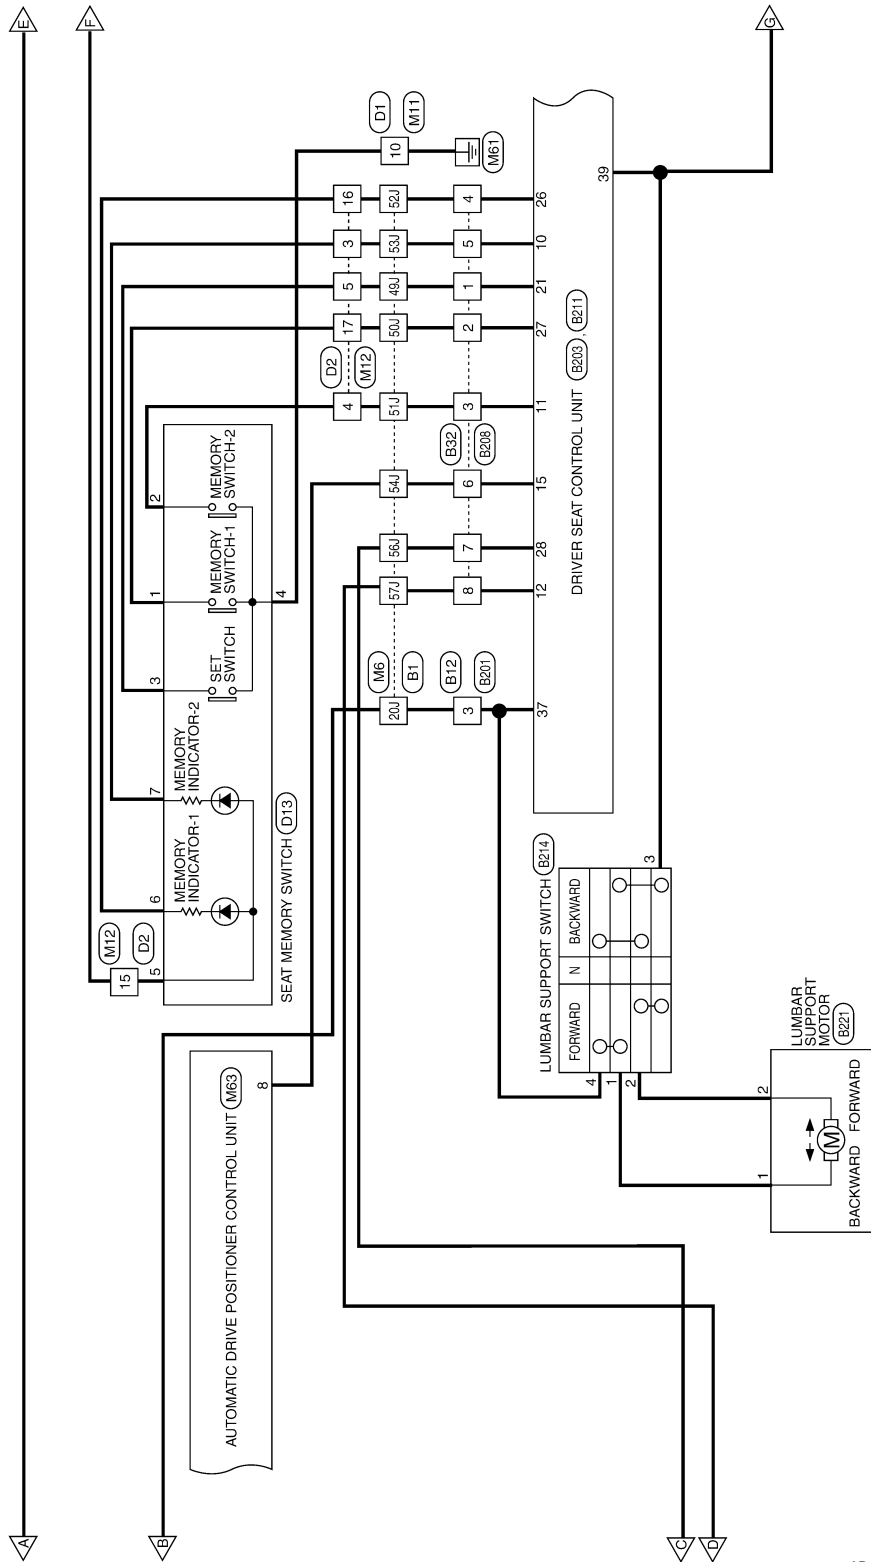 E
F
G
D1
M11
10
M61
16
52J
4
26
3
53J
5
10
5
49J
1
21
17
50J
2
27
D2
M12
4
51J
3
11
B32
B208
54J
6
15
56J
7
28
57J
8
12
M6
B1
B12
B201
20J
3
37
39
DRIVER SEAT CONTROL UNIT B203 , B211
2
MEMORY
SWITCH-2
1
MEMORY
SWITCH-1
4
3
SET
SWITCH
7
MEMORY
INDICATOR-2
6
MEMORY
INDICATOR-1
5
M12
D2
15
SEAT MEMORY SWITCH D13
AUTOMATIC DRIVE POSITIONER CONTROL UNIT M63
8
LUMBAR SUPPORT SWITCH B214
FORWARD
N
BACKWARD
3
4
1
2
LUMBAR
SUPPORT
MOTOR
B221
1
2
M
BACKWARD FORWARD
A
B
C
D